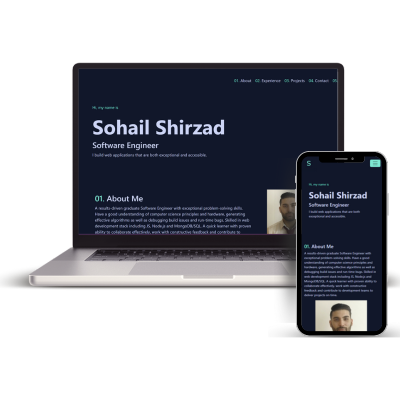 01. About 02. Experience 03. Projects 04. Contact 05.
Hi, my name is
Sohail Shirzad
Software Engineer
I build web applications that are both exceptional and accessible.
01. About Me
A results-driven graduate Software Engineer with exceptional problem-solving skills.
Have a good understanding of computer science principles and hardware, generating
effective algorithms as well as debugging build issues and run-time bugs. Skilled in web
development stack including JS, Node.js and MongoDB/SQL. A quick learner with proven
ability to collaborate effectively, work with constructive feedback and contribute to
S
Hi, my name is
Sohail Shirzad
Software Engineer
I build web applications that are both
exceptional and accessible.
01. About Me
A results-driven graduate Software Engineer with
exceptional problem-solving skills. Have a good
understanding of computer science principles and
hardware, generating effective algorithms as well as
debugging build issues and run-time bugs. Skilled in
web development stack including JS, Node.js and
MongoDB/SQL. A quick learner with proven ability to
collaborate effectively, work with constructive
feedback and contribute to development teams to
deliver projects on time.